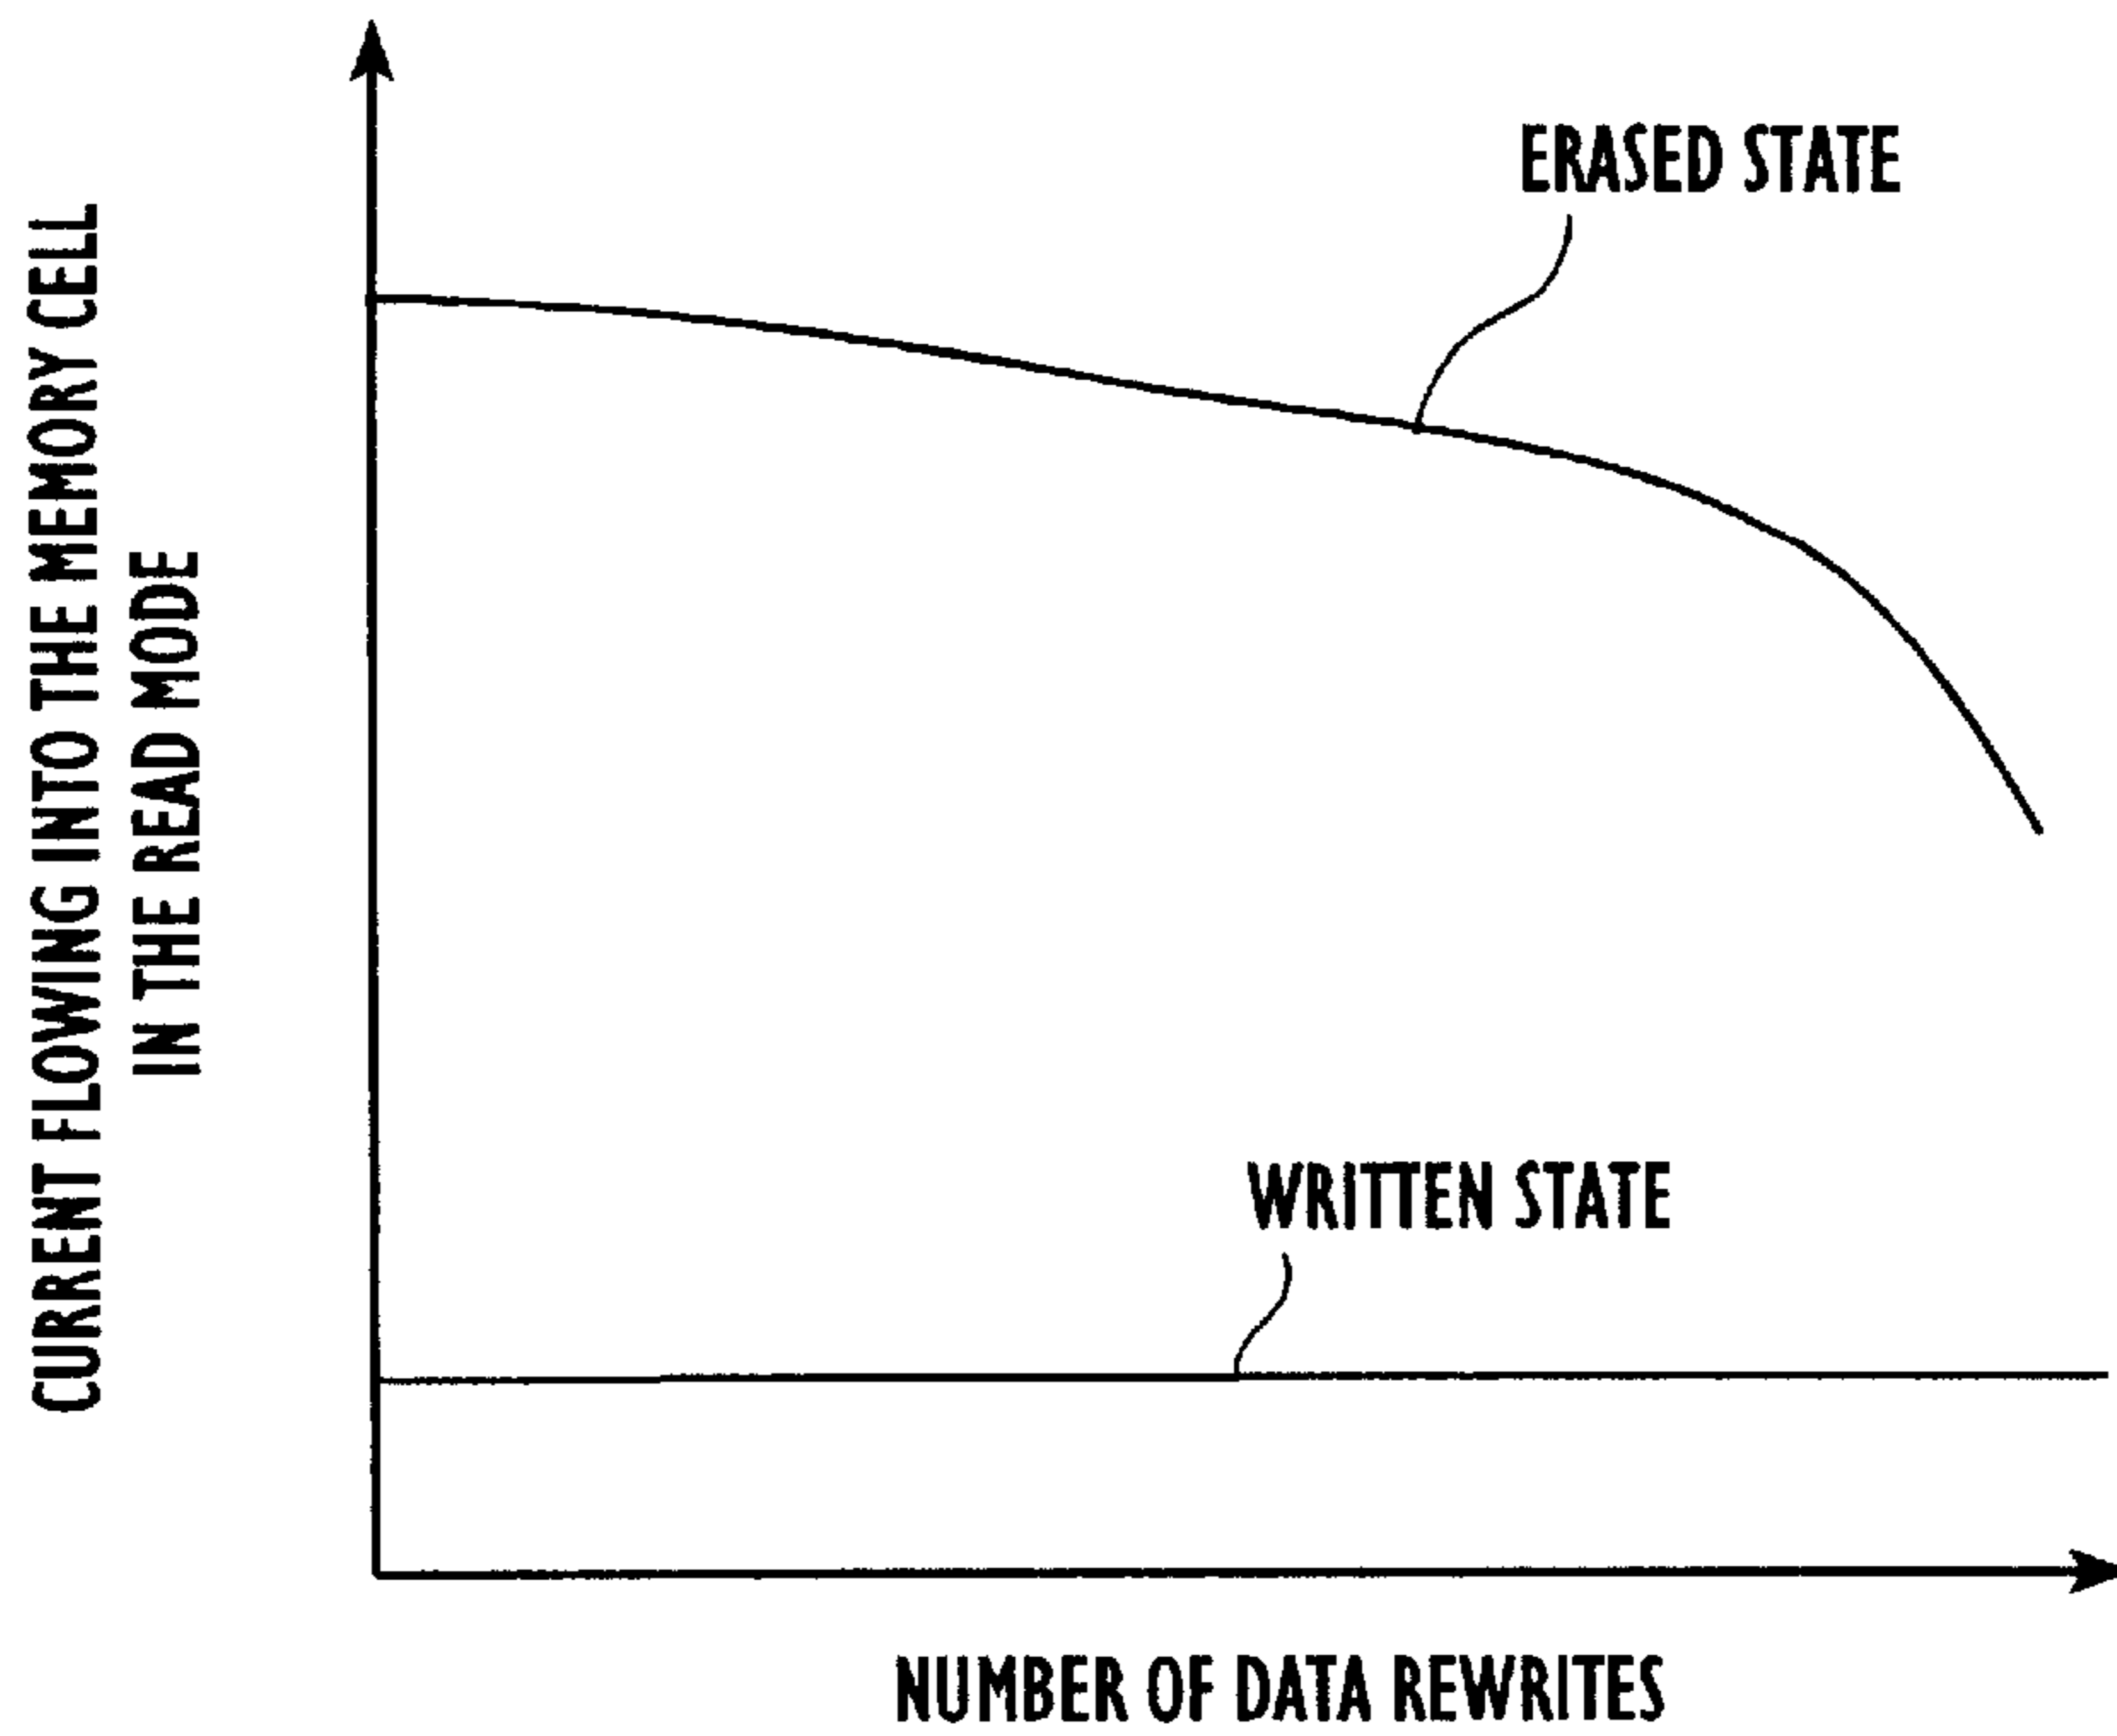 CURRENT FLOWING INTO THE MEMORY CELL
IN THE READ MODE
ERASED STATE
WRITTEN STATE
NUMBER OF DATA REWRITES